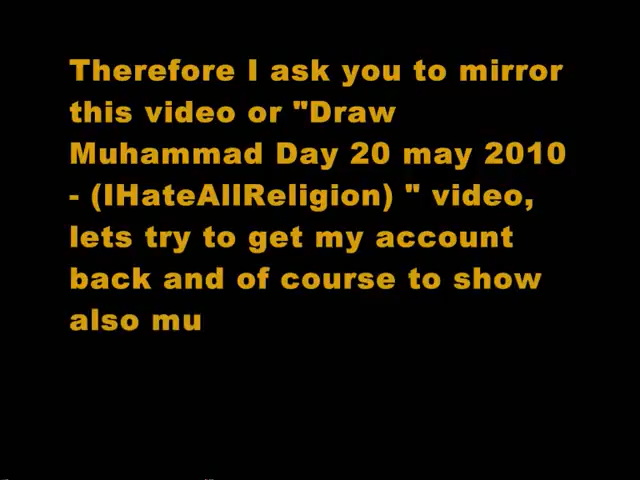 Therefore I ask you to mirror
this video or "Draw
Muhammad Day 20 may 2010
- (IHateAllReligion) " video,
lets try to get my account
back and of course to show
also mu